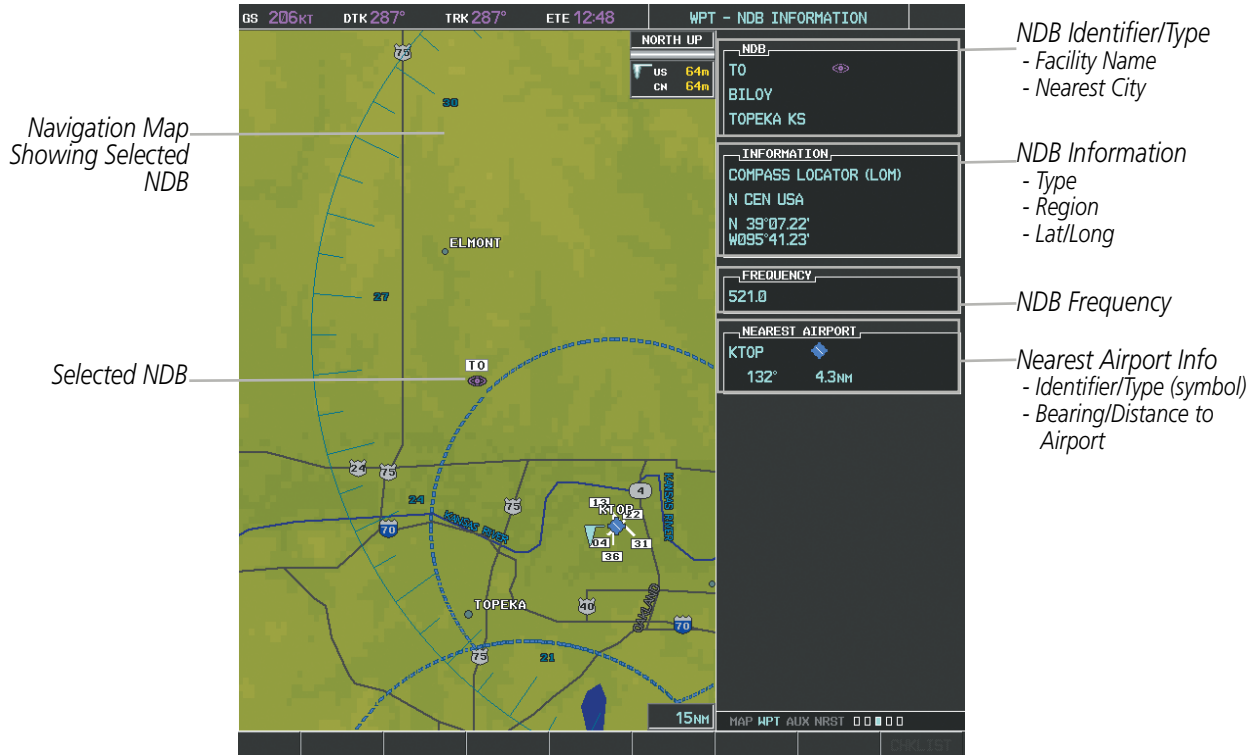 GS 206KT DTK 287° TRK 287° ETE 12:48 WPT - NDB INFORMATION
Navigation Map
Showing Selected
NDB
Selected NDB
NORTH UP
US 64m
CN 64m
75
30
ELMONT
27
TO
24
75
24
75
4
KANSAS RIVER
KANSAS RIVER
70
13
KTOP
22
04
31
36
TOPEKA
40
OAKLAND
70
75
21
15NM
NDB
TO
BILOY
TOPEKA KS
INFORMATION
COMPASS LOCATOR (LOM)
N CEN USA
N 39°07.22'
W095°41.23'
FREQUENCY
521.0
NEAREST AIRPORT
KTOP
132° 4.3NM
MAP WPT AUX NRST
CHKLIST
NDB Identifier/Type
- Facility Name
- Nearest City
NDB Information
- Type
- Region
- Lat/Long
NDB Frequency
Nearest Airport Info
- Identifier/Type (symbol)
- Bearing/Distance to
Airport